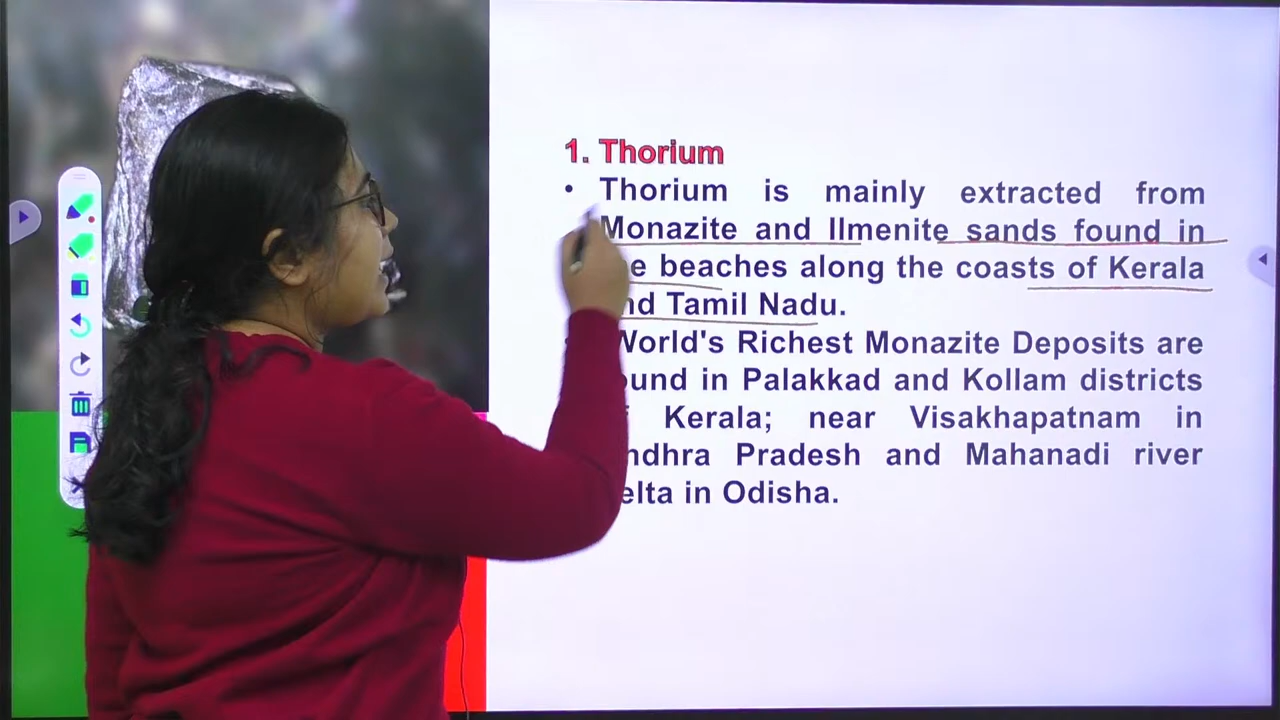 1. Thorium
• Thorium is mainly extracted from
Monazite and Ilmenite sands found in
beaches along the coasts of Kerala
Tamil Nadu.
World's Richest Monazite Deposits are
in Palakkad and Kollam districts
Kerala; near Visakhapatnam in
Pradesh and Mahanadi river
in Odisha.